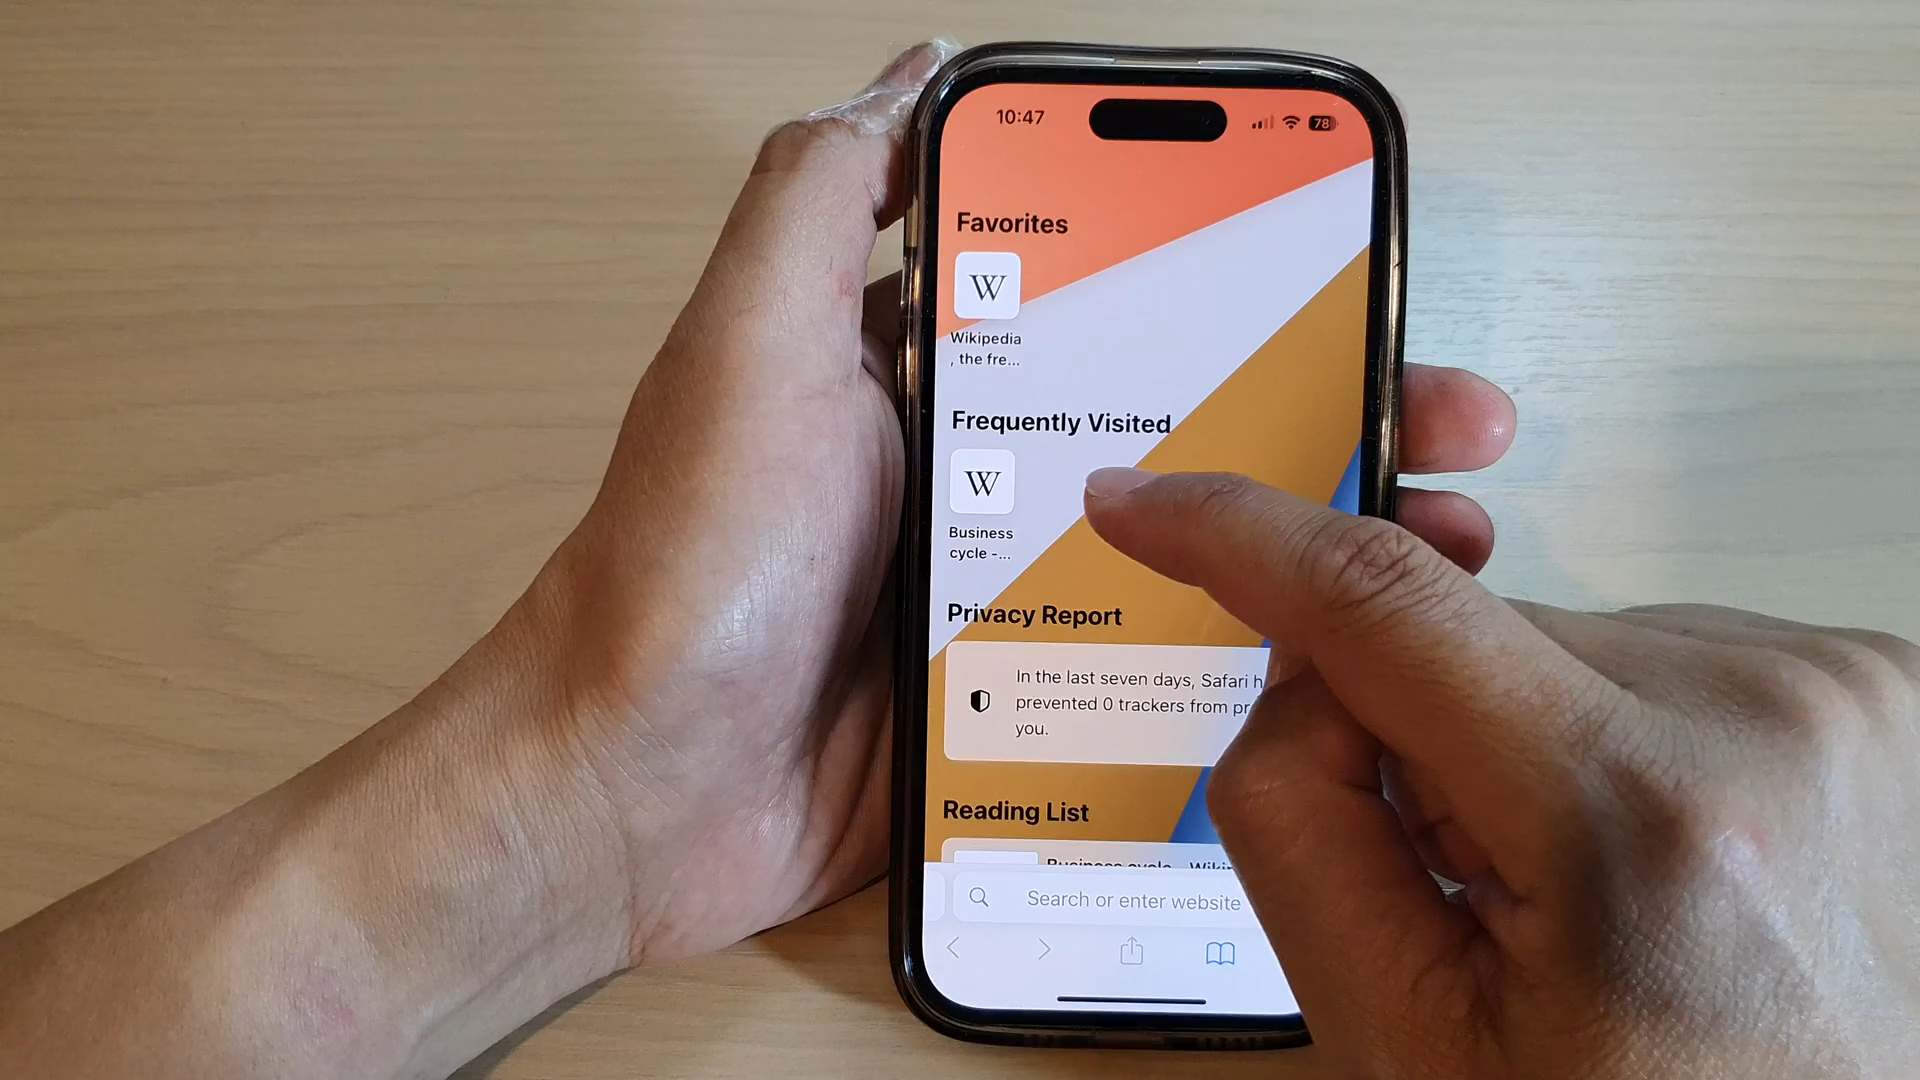 10:47
78
Favorites
W
Wikipedia
, the fre...
Frequently Visited
W
Business
cycle -...
Privacy Report
In the last seven days, Safari h
prevented 0 trackers from pr
you.
Reading List
Business cycle - Wiki
Search or enter website